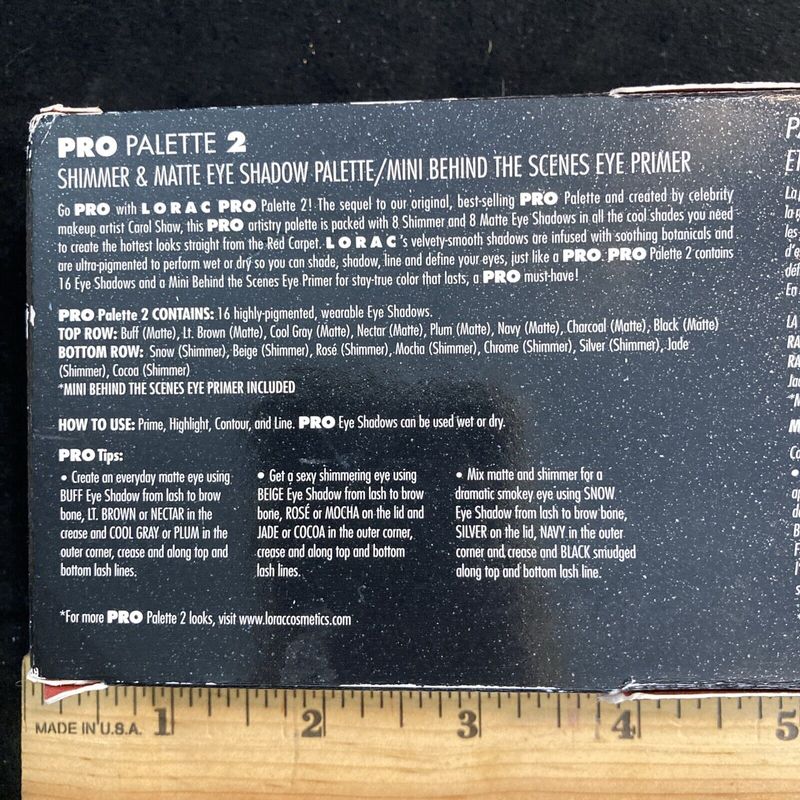 PRO PALETTE 2
SHIMMER & MATTE EYE SHADOW PALETTE/MINI BEHIND THE SCENES EYE PRIMER
Go PRO with LORAC PRO Palette 2! The sequel to our original, best-selling PRO Palette and created by celebrity
makeup artist Carol Shaw, this PRO artistry palette is packed with 8 Shimmer and 8 Matte Eye Shadows in all the cool shades you need
to create the hottest looks straight from the Red Carpet. LORAC's velvety-smooth shadows are infused with soothing botanicals and
are ultra-pigmented to perform wet or dry so you can shade, shadow, line and define your eyes, just like a PRO. PRO Palette 2 contains
16 Eye Shadows and a Mini Behind the Scenes Eye Primer for stay-true color that lasts, a PRO must-have!
PRO Palette 2 CONTAINS: 16 highly-pigmented, wearable Eye Shadows.
TOP ROW: Buff (Matte), Lt. Brown (Matte), Cool Gray (Matte), Nectar (Matte), Plum (Matte), Navy (Matte), Charcoal (Matte), Black (Matte)
BOTTOM ROW: Snow (Shimmer), Beige (Shimmer), Rosé (Shimmer), Mocha (Shimmer), Chrome (Shimmer), Silver (Shimmer), Jade
(Shimmer), Cocoa (Shimmer)
*MINI BEHIND THE SCENES EYE PRIMER INCLUDED
HOW TO USE: Prime, Highlight, Contour, and Line. PRO Eye Shadows can be used wet or dry.
PRO Tips:
• Create an everyday matte eye using
BUFF Eye Shadow from lash to brow
bone, LT. BROWN or NECTAR in the
crease and COOL GRAY or PLUM in the
outer corner, crease and along top and
bottom lash lines.
• Get a sexy shimmering eye using
BEIGE Eye Shadow from lash to brow
bone, ROSÉ or MOCHA on the lid and
JADE or COCOA in the outer corner,
crease and along top and bottom
lash lines.
• Mix matte and shimmer for a
dramatic smokey eye using SNOW
Eye Shadow from lash to brow bone,
SILVER on the lid, NAVY in the outer
corner and crease and BLACK smudged
along top and bottom lash line.
*For more PRO Palette 2 looks, visit www.loraccosmetics.com
MADE IN U.S.A. 1 2 3 4 5